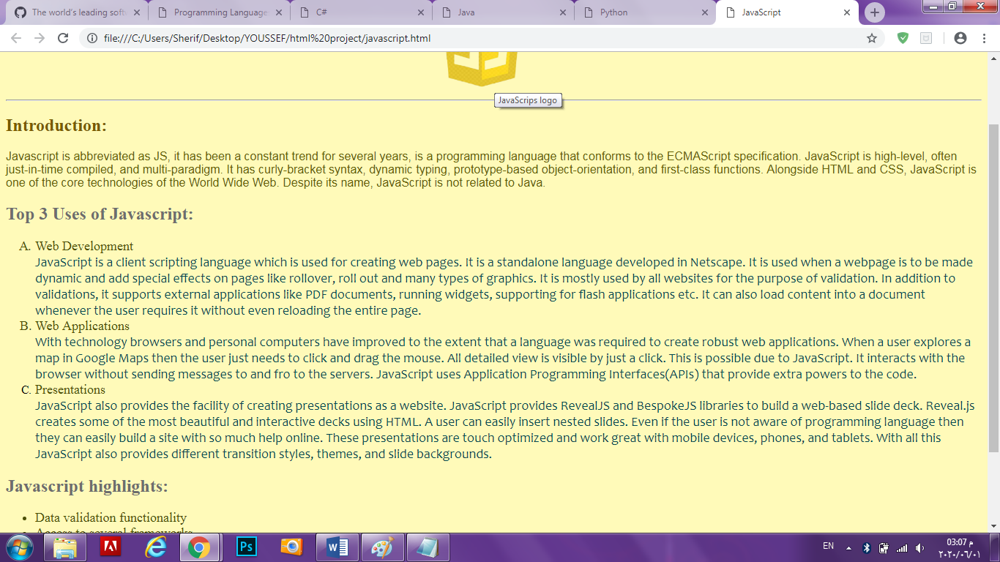 The world's leading softw
Programming Language
C#
Java
Python
JavaScript
file:///C:/Users/Sherif/Desktop/YOUSSEF/html%20project/javascript.html
JavaScrips logo
Introduction:
Javascript is abbreviated as JS, it has been a constant trend for several years, is a programming language that conforms to the ECMAScript specification. JavaScript is high-level, often
just-in-time compiled, and multi-paradigm. It has curly-bracket syntax, dynamic typing, prototype-based object-orientation, and first-class functions. Alongside HTML and CSS, JavaScript is
one of the core technologies of the World Wide Web. Despite its name, JavaScript is not related to Java.
Top 3 Uses of Javascript:
A. Web Development
JavaScript is a client scripting language which is used for creating web pages. It is a standalone language developed in Netscape. It is used when a webpage is to be made
dynamic and add special effects on pages like rollover, roll out and many types of graphics. It is mostly used by all websites for the purpose of validation. In addition to
validations, it supports external applications like PDF documents, running widgets, supporting for flash applications etc. It can also load content into a document
whenever the user requires it without even reloading the entire page.
B. Web Applications
With technology browsers and personal computers have improved to the extent that a language was required to create robust web applications. When a user explores a
map in Google Maps then the user just needs to click and drag the mouse. All detailed view is visible by just a click. This is possible due to JavaScript. It interacts with the
browser without sending messages to and fro to the servers. JavaScript uses Application Programming Interfaces(APIs) that provide extra powers to the code.
C. Presentations
JavaScript also provides the facility of creating presentations as a website. JavaScript provides RevealJS and BespokeJS libraries to build a web-based slide deck. Reveal.js
creates some of the most beautiful and interactive decks using HTML. A user can easily insert nested slides. Even if the user is not aware of programming language then
they can easily build a site with so much help online. These presentations are touch optimized and work great with mobile devices, phones, and tablets. With all this
JavaScript also provides different transition styles, themes, and slide backgrounds.
Javascript highlights:
• Data validation functionality
• Access to several frameworks
Ps
W
EN
03:07 م
٢٠٢٠/٠٦/٠١